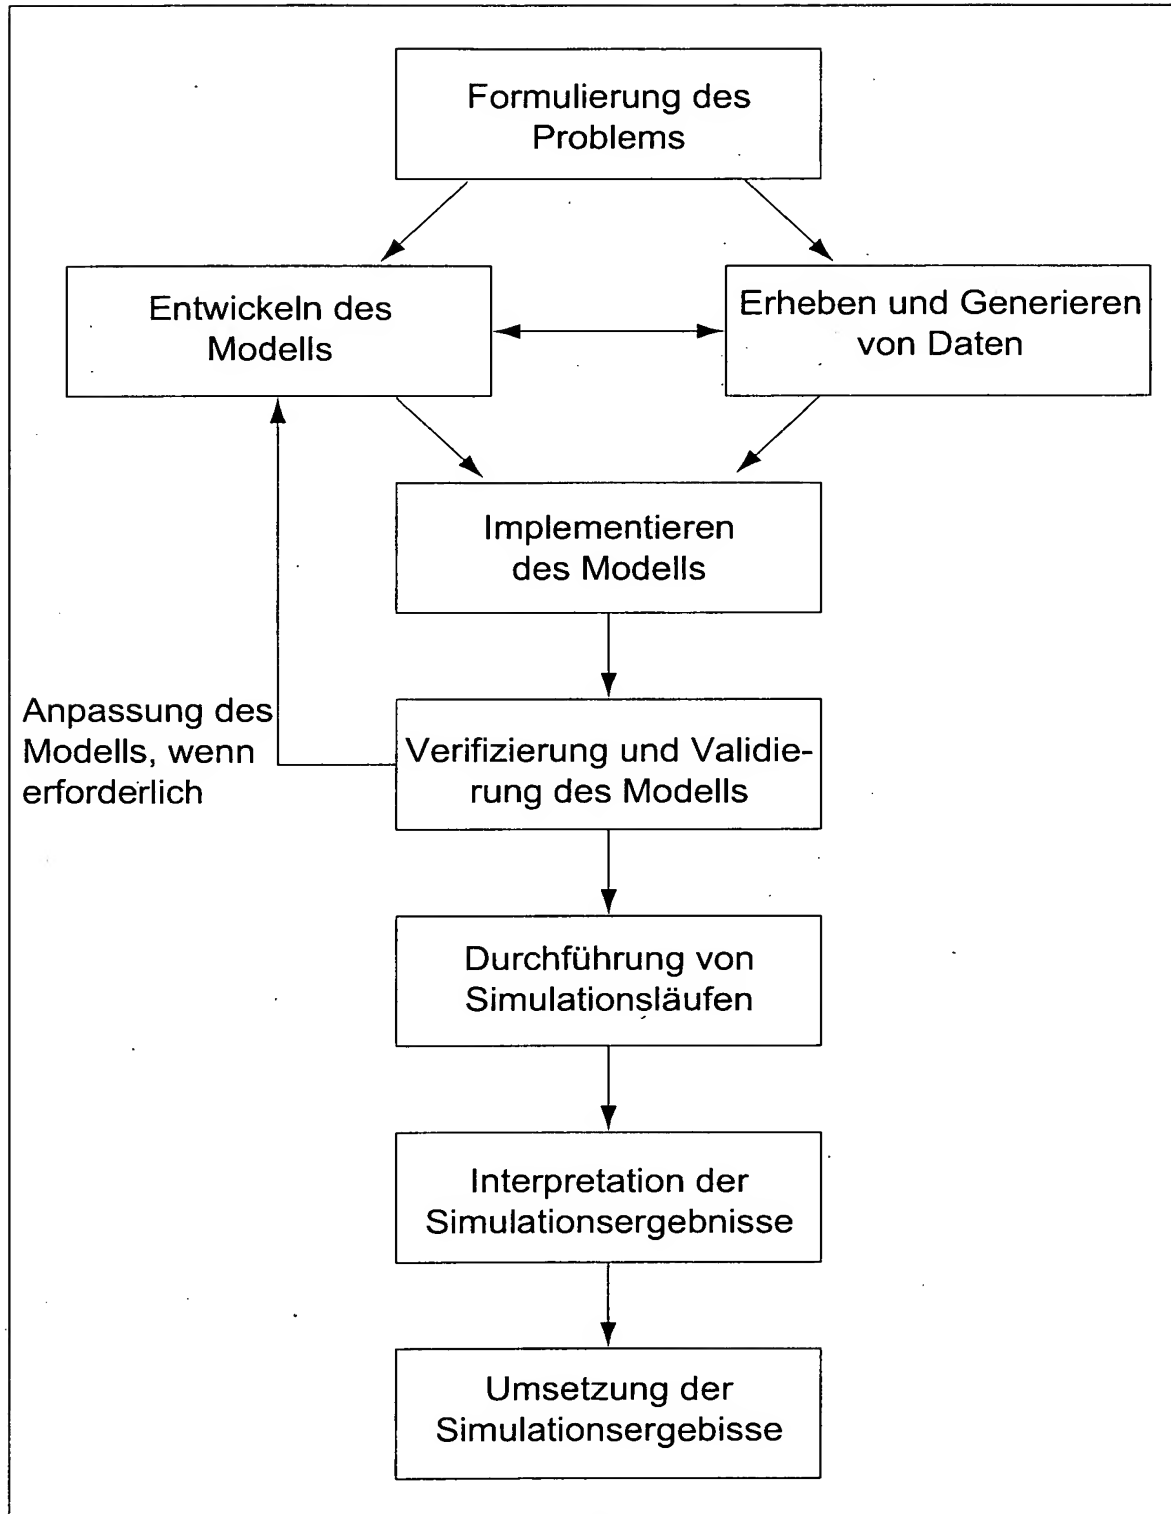 Formulierung des
Problems
Entwickeln des
Modells
Erheben und Generieren
von Daten
Implementieren
des Modells
Anpassung des
Modells, wenn
erforderlich
Verifizierung und Validie-
rung des Modells
Durchführung von
Simulationsläufen
Interpretation der
Simulationsergebnisse
Umsetzung der
Simulationsergebisse